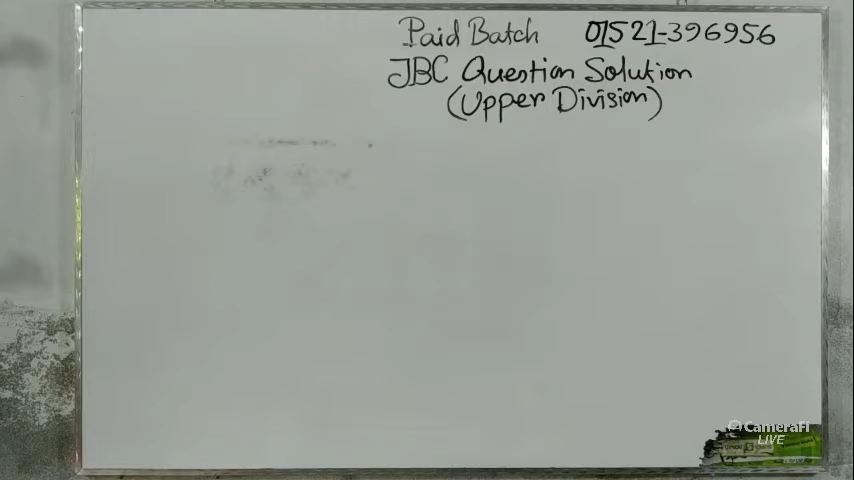 Paid Batch 01521-396956
JBC Question Solution
(Upper Division)
CameraFI
LIVE